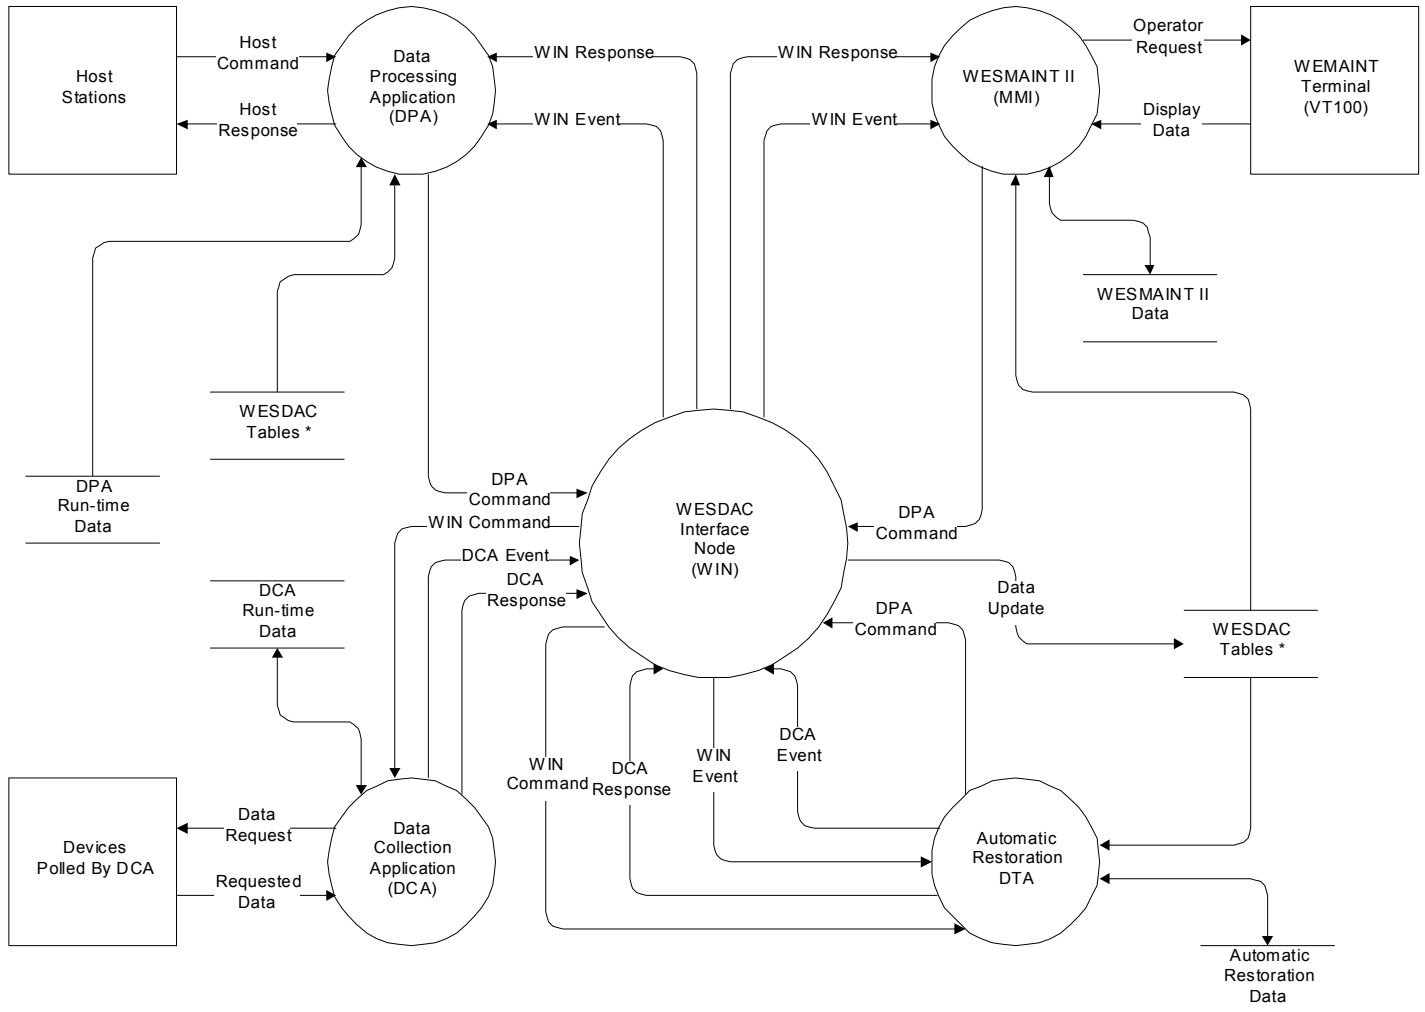 Host
Stations
Host
Command
Host
Response
Data
Processing
Application
(DPA)
WIN Response
WIN Event
WIN Response
WIN Event
WESMAINT II
(MMI)
Operator
Request
Display
Data
WEMAINT
Terminal
(VT100)
WESMAINT II
Data
WESDAC
Tables *
DPA
Run-time
Data
DPA
Command
WIN Command
DCA Event
DCA
Response
WESDAC
Interface
Node
(WIN)
DPA
Command
Data
Update
DPA
Command
WESDAC
Tables *
DCA
Run-time
Data
WIN
Command
DCA
Response
WIN
Event
DCA
Event
Devices
Polled By DCA
Data
Request
Requested
Data
Data
Collection
Application
(DCA)
Automatic
Restoration
DTA
Automatic
Restoration
Data